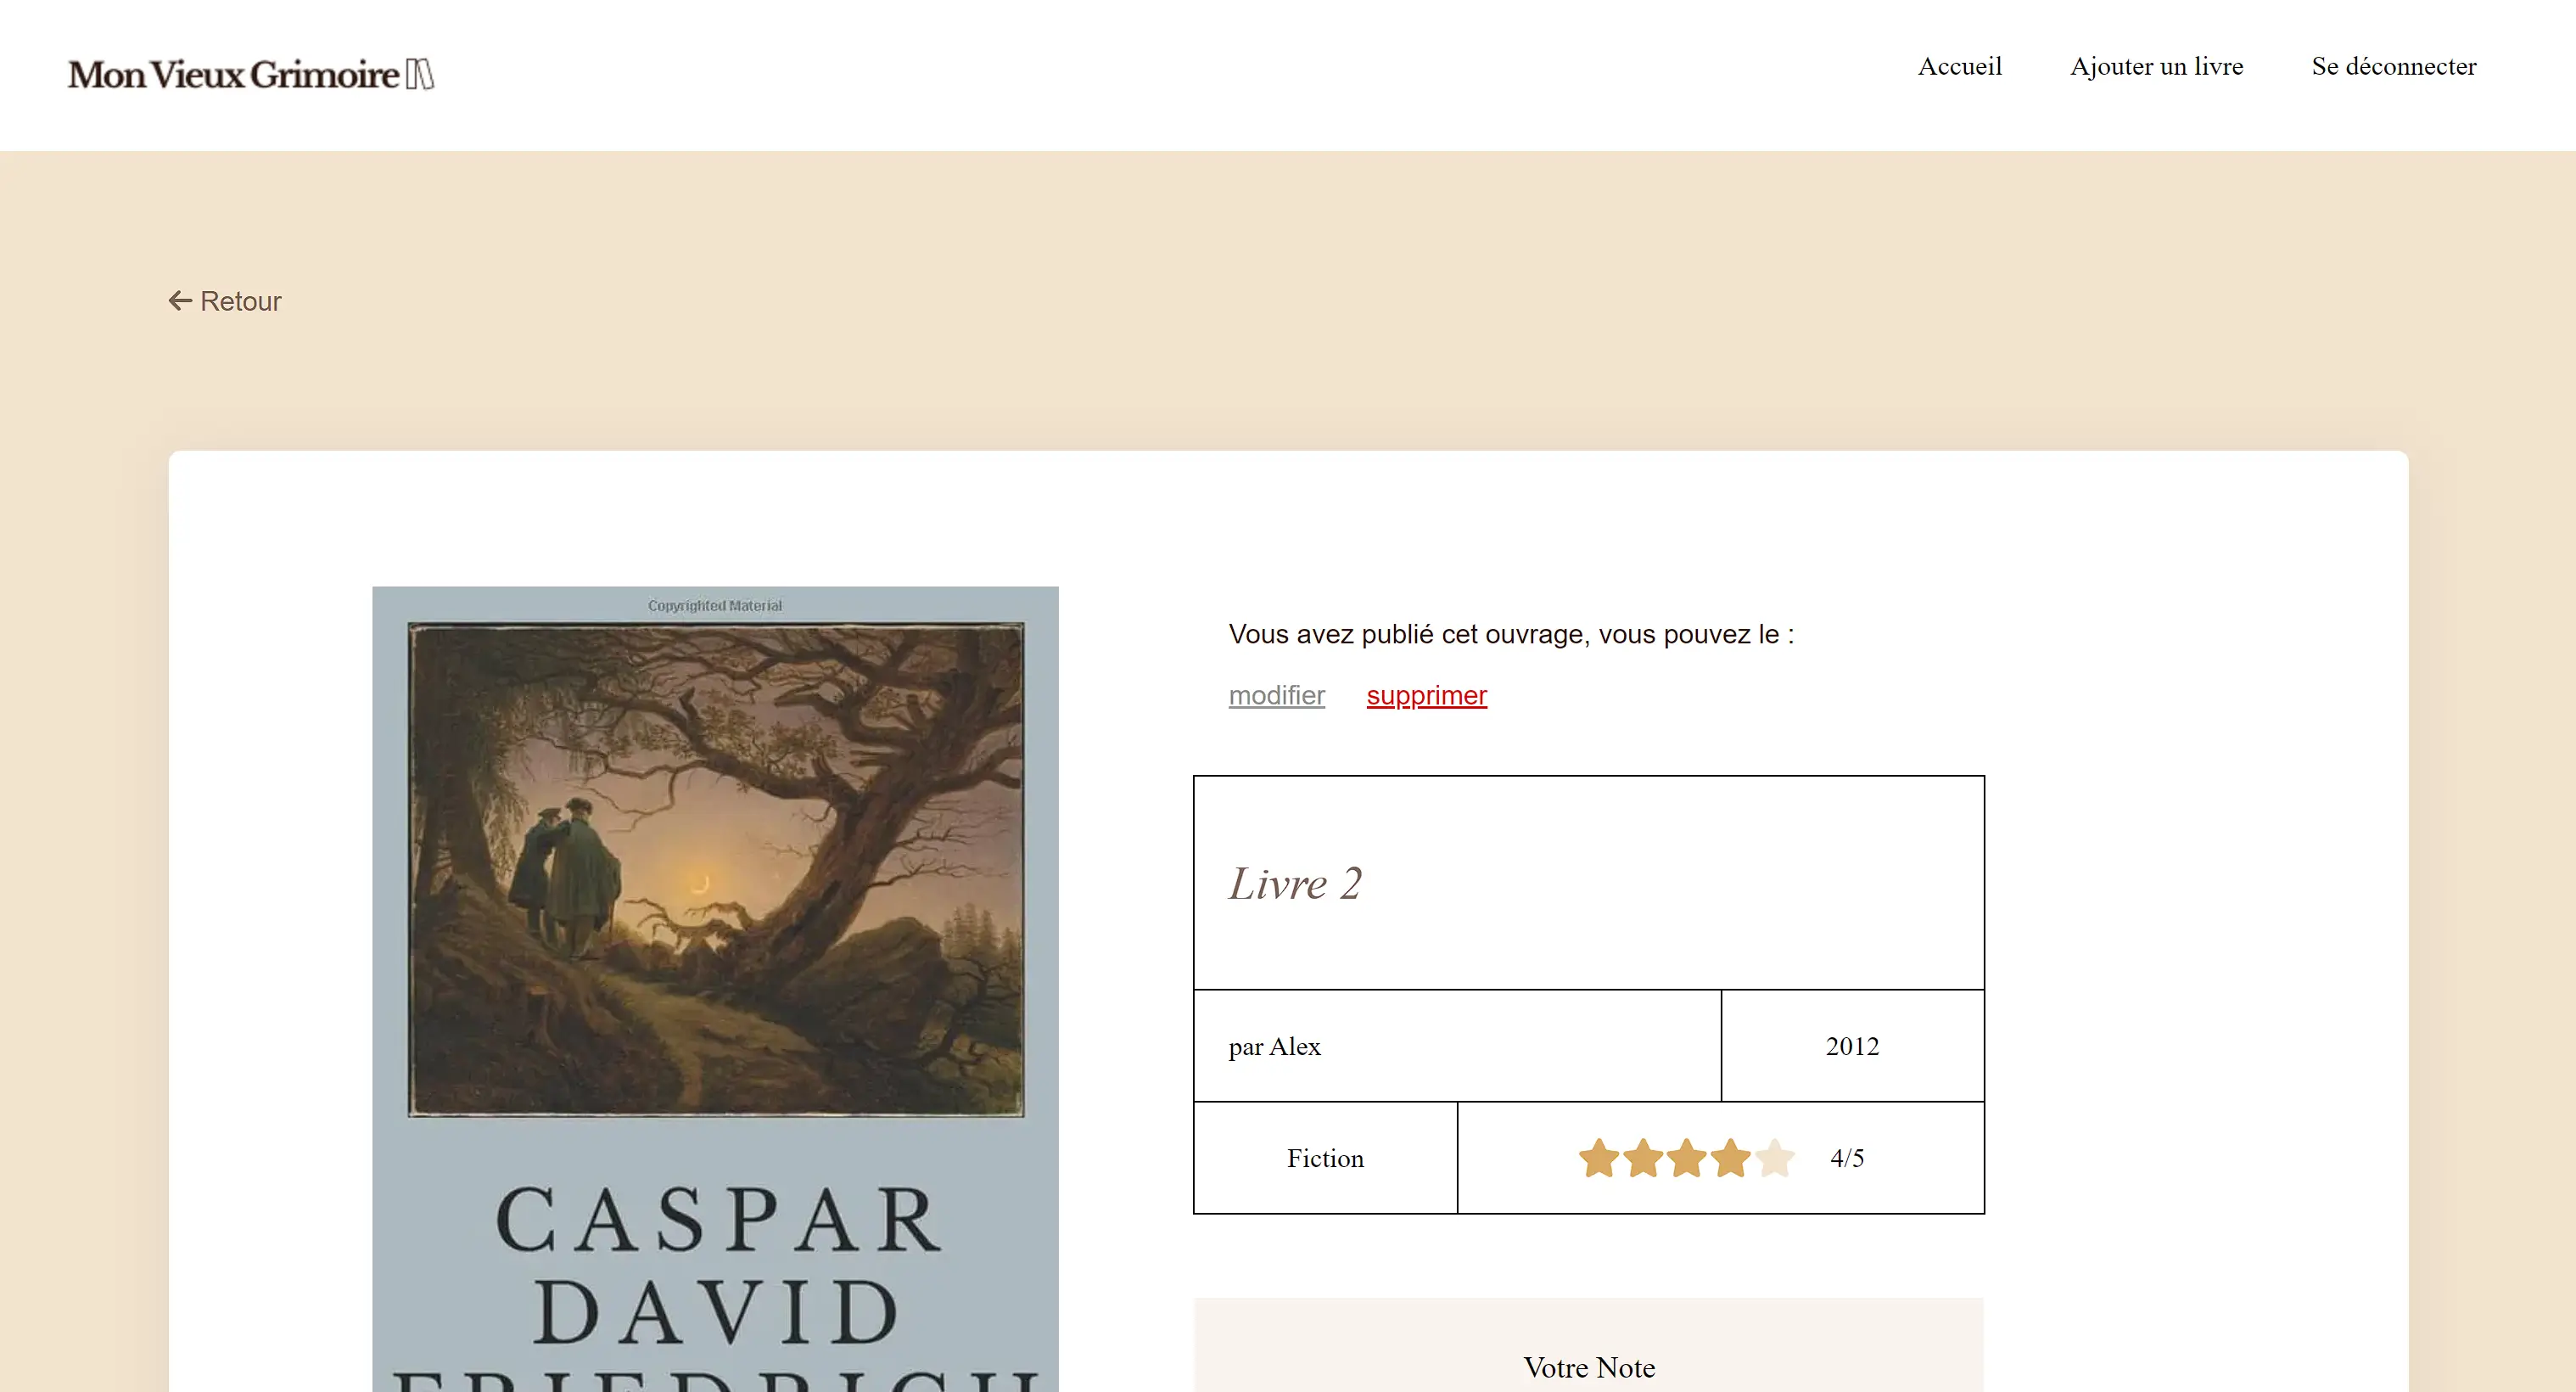 Mon Vieux Grimoire
Accueil
Ajouter un livre
Se déconnecter
Retour
Copyrighted Material
CASPAR
DAVID
FRIEDRICH
Vous avez publié cet ouvrage, vous pouvez le :
modifier supprimer
Livre 2
par Alex
2012
Fiction
4/5
Votre Note